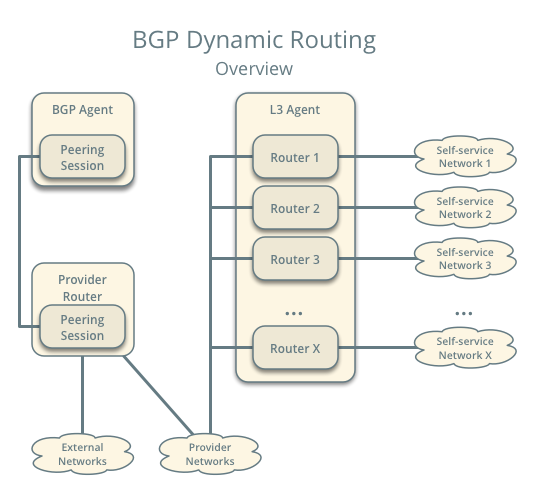 BGP Dynamic Routing
Overview
BGP Agent
Peering
Session
Provider
Router
Peering
Session
External
Networks
Provider
Networks
L3 Agent
Router 1
Router 2
Router 3
...
Router X
Self-service
Network 1
Self-service
Network 2
Self-service
Network 3
...
Self-service
Network X